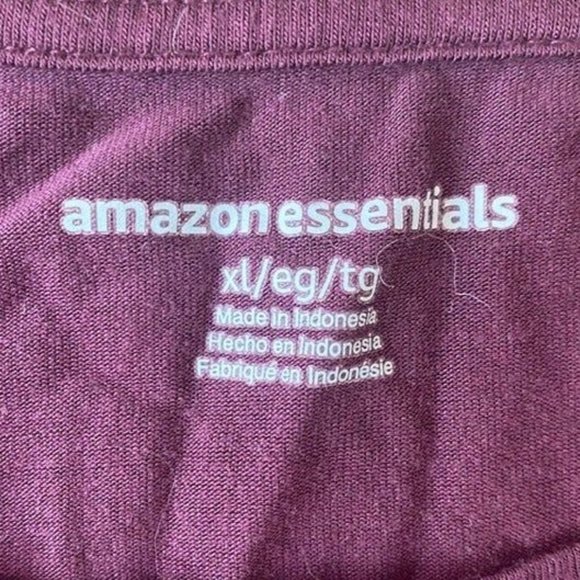 amazon essentials
xl/eg/tg
Made in Indonesia
Hecho en Indonesia
Fabriqué en Indonésie